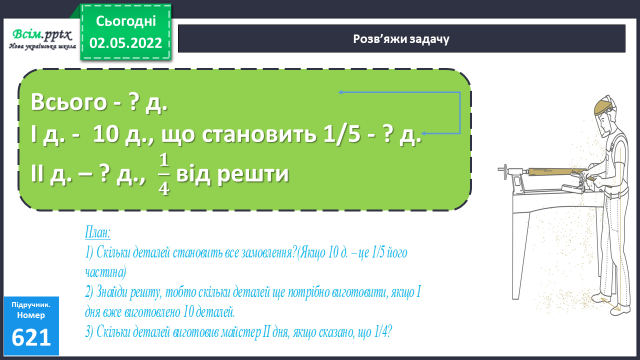 Всім.pptx
Нова українська школа
Сьогодні
02.05.2022
Розв’яжи задачу
Всього - ? д.
І д. - 10 д., що становить 1/5 - ? д.
ІІ д. – ? д., 1/4 від решти
План:
1) Скільки деталей становить все замовлення?(Якщо 10 д. – це 1/5 його
частина)
2) Знайди решту, тобто скільки деталей ще потрібно виготовити, якщо І
дня вже виготовлено 10 деталей.
3) Скільки деталей виготовив майстер ІІ дня, якщо сказано, що 1/4?
Підручник.
Номер
621